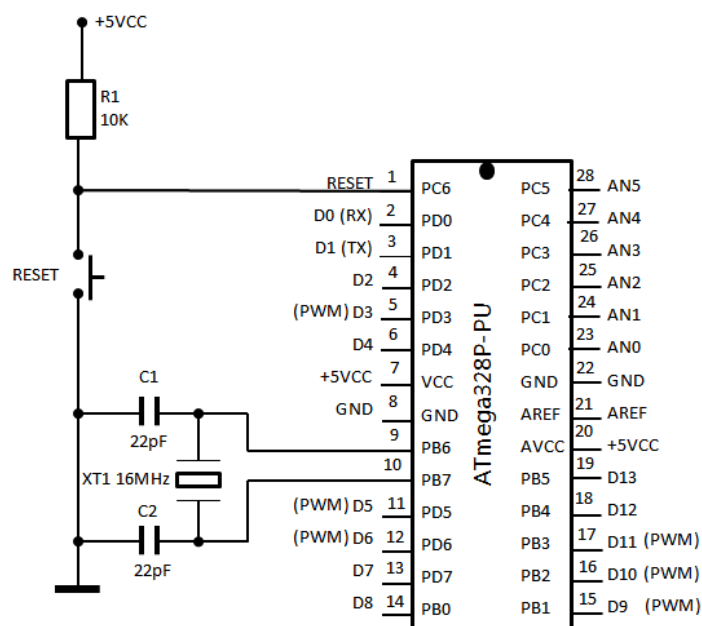 +5VCC
R1
10K
RESET 1 PC6 PC5 28 AN5
D0 (RX) 2 PD0 PC4 27 AN4
D1 (TX) 3 PD1 PC3 26 AN3
RESET
D2 4 PD2 PC2 25 AN2
(PWM) D3 5 PD3 PC1 24 AN1
D4 6 PD4 PC0 23 AN0
+5VCC 7 VCC GND 22 GND
GND 8 GND AREF 21 AREF
9 PB6 AVCC 20 +5VCC
10 PB7 PB5 19 D13
(PWM) D5 11 PD5 PB4 18 D12
(PWM) D6 12 PD6 PB3 17 D11 (PWM)
D7 13 PD7 PB2 16 D10 (PWM)
D8 14 PB0 PB1 15 D9 (PWM)
ATmega328P-PU
C1
22pF
XT1 16MHz
C2
22pF